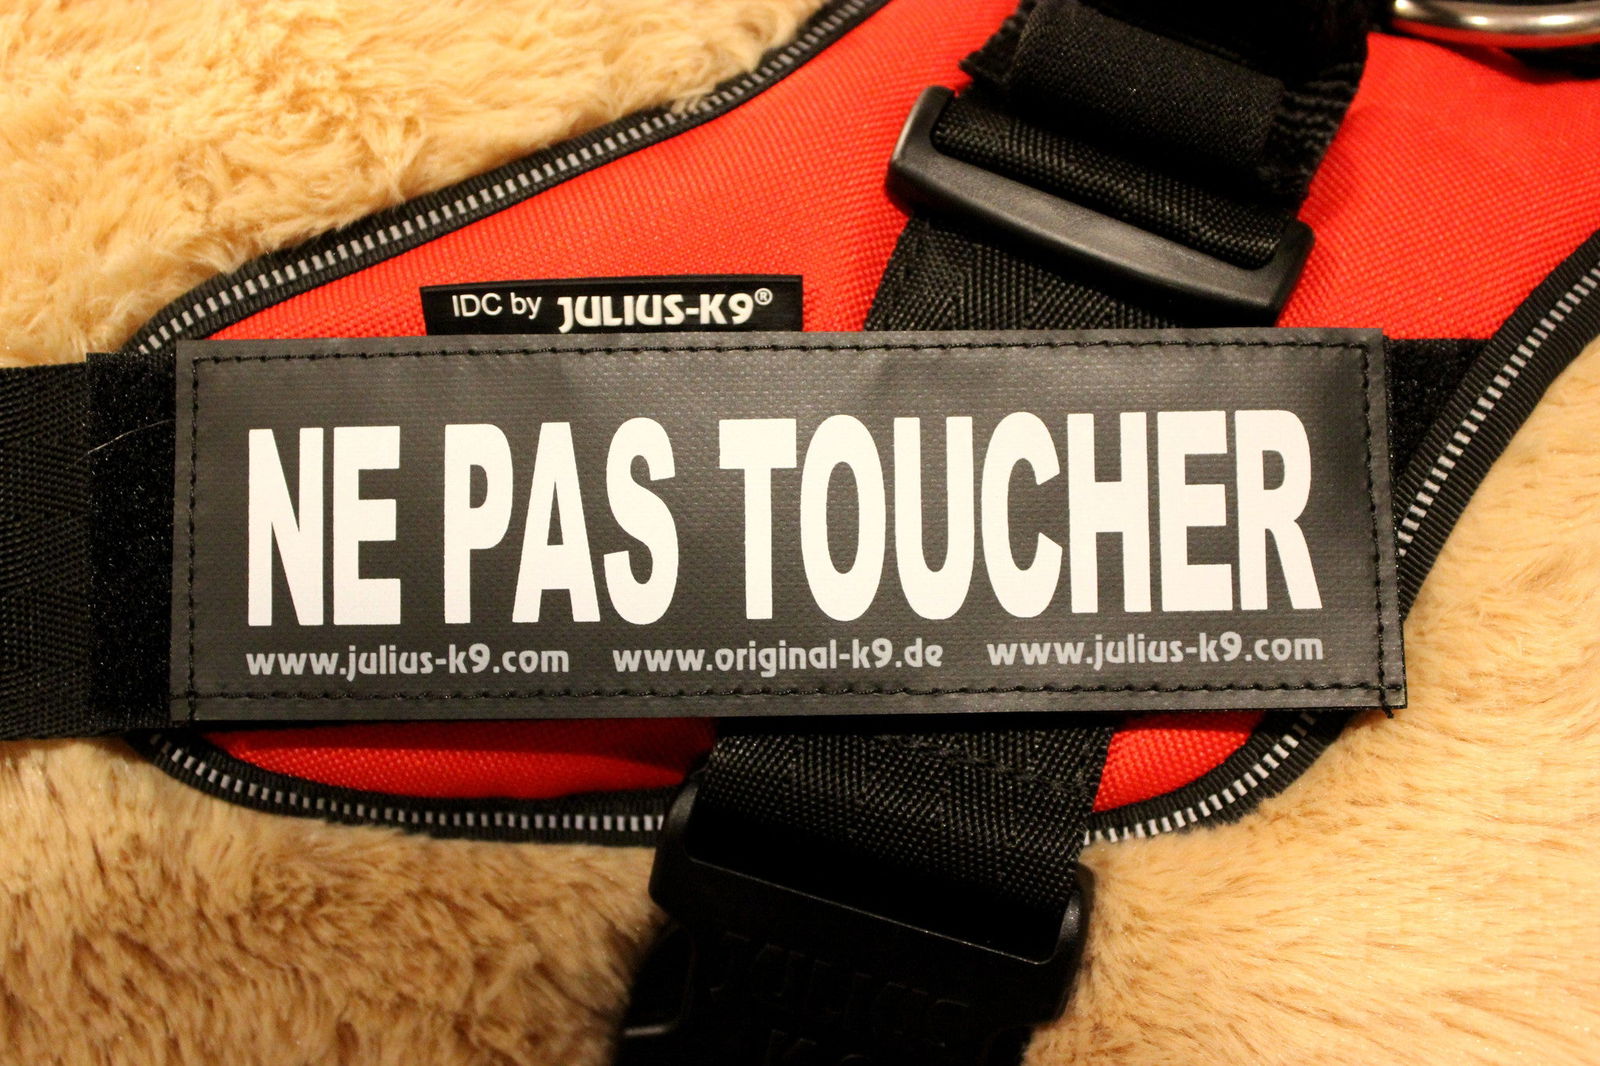 IDC by JULIUS-K9®
NE PAS TOUCHER
www.julius-k9.com www.original-k9.de www.julius-k9.com